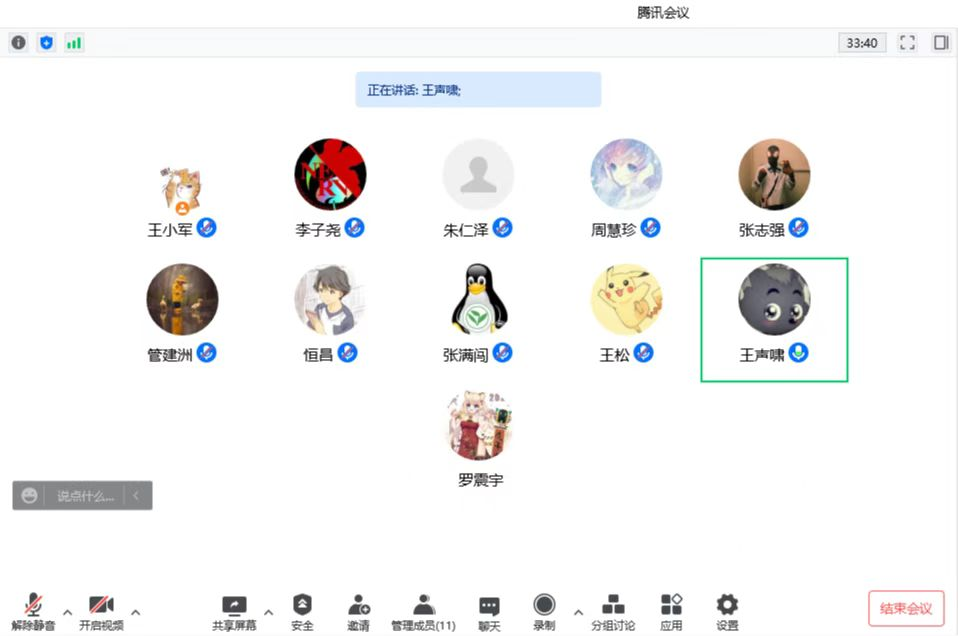 腾讯会议
33:40
正在讲话: 王声啸;
王小军
李子尧
朱仁泽
周慧珍
张志强
管建洲
恒昌
张满闯
王松
王声啸
罗震宇
说点什么...
解除静音
开启视频
共享屏幕
安全
邀请
管理成员(11)
聊天
录制
分组讨论
应用
设置
结束会议